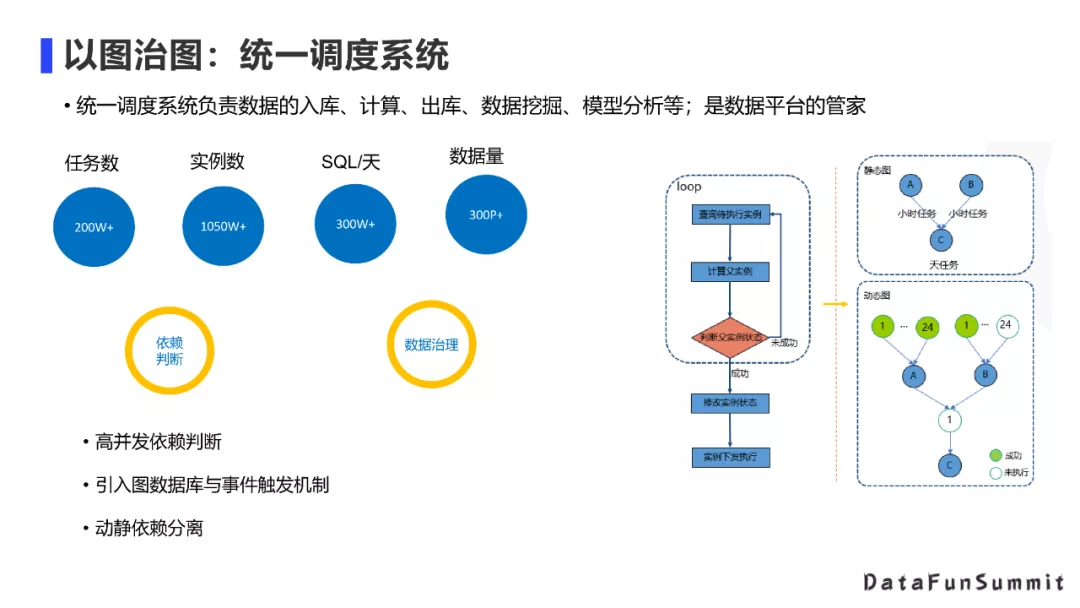 以图治图：统一调度系统
• 统一调度系统负责数据的入库、计算、出库、数据挖掘、模型分析等；是数据平台的管家
任务数
实例数
SQL/天
数据量
200W+
1050W+
300W+
300P+
依赖
判断
数据治理
• 高并发依赖判断
• 引入图数据库与事件触发机制
• 动静依赖分离
loop
查询待执行实例
计算父实例
判断父实例状态
未成功
成功
修改实例状态
实例下发执行
静态图
A
B
小时任务
小时任务
C
天任务
动态图
1
...
24
1
...
24
A
B
1
C
成功
未执行
DataFunSummit